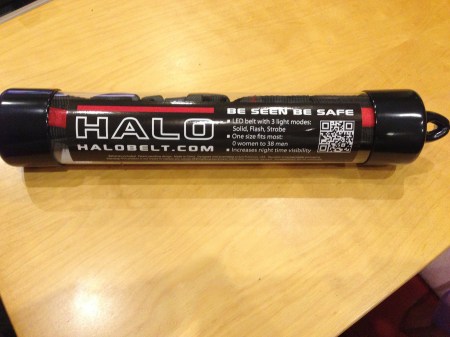 HALO
HALOBELT.COM
BE SEEN BE SAFE
▪ LED belt with 3 light modes:
Solid, Flash, Strobe
▪ One size fits most:
0 women to 38 men
▪ Increases night time visibility